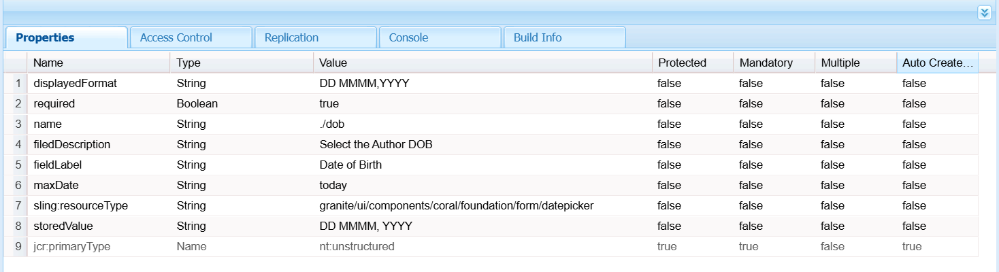 Properties Access Control Replication Console Build Info
Name Type Value Protected Mandatory Multiple Auto Create...
1 displayedFormat String DD MMMM,YYYY false false false false
2 required Boolean true false false false false
3 name String ./dob false false false false
4 filedDescription String Select the Author DOB false false false false
5 fieldLabel String Date of Birth false false false false
6 maxDate String today false false false false
7 sling:resourceType String granite/ui/components/coral/foundation/form/datepicker false false false false
8 storedValue String DD MMMM, YYYY false false false false
9 jcr:primaryType Name nt:unstructured true true false true